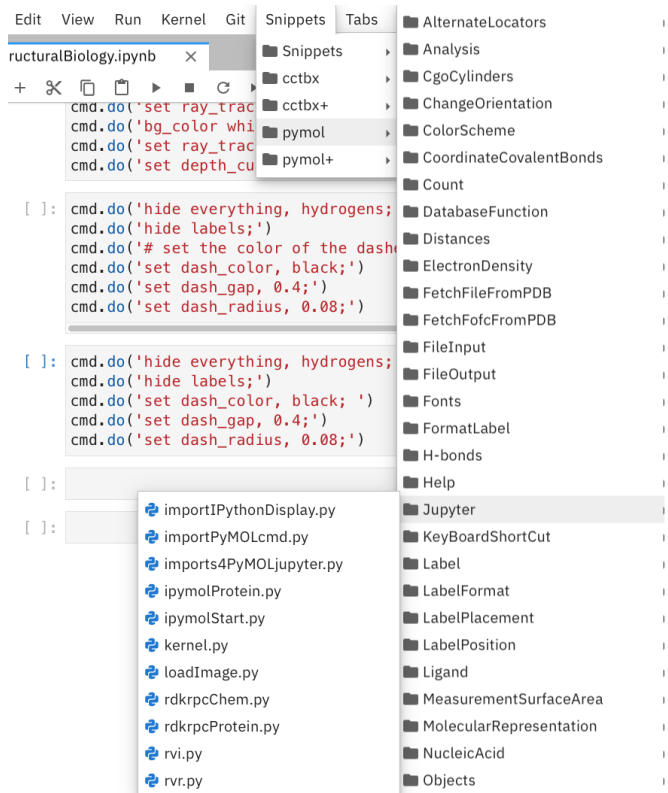 Edit View Run Kernel Git Snippets Tabs
ructuralBiology.ipynb
cmd.do('set ray_trac
cmd.do('bg_color whi
cmd.do('set ray_trac
cmd.do('set depth_cu
[ ]: cmd.do('hide everything, hydrogens;
cmd.do('hide labels;')
cmd.do('# set the color of the dashe
cmd.do('set dash_color, black;')
cmd.do('set dash_gap, 0.4;')
cmd.do('set dash_radius, 0.08;')
[ ]: cmd.do('hide everything, hydrogens;
cmd.do('hide labels;')
cmd.do('set dash_color, black; ')
cmd.do('set dash_gap, 0.4;')
cmd.do('set dash_radius, 0.08;')
[ ]:
[ ]:
Snippets
cctbx
cctbx+
pymol
pymol+
AlternateLocators
Analysis
CgoCylinders
ChangeOrientation
ColorScheme
CoordinateCovalentBonds
Count
DatabaseFunction
Distances
ElectronDensity
FetchFileFromPDB
FetchFofcFromPDB
FileInput
FileOutput
Fonts
FormatLabel
H-bonds
Help
Jupyter
KeyBoardShortCut
Label
LabelFormat
LabelPlacement
LabelPosition
Ligand
MeasurementSurfaceArea
MolecularRepresentation
NucleicAcid
Objects
importIPythonDisplay.py
importPyMOLcmd.py
imports4PyMOLjupyter.py
ipymolProtein.py
ipymolStart.py
kernel.py
loadImage.py
rdkrpcChem.py
rdkrpcProtein.py
rvi.py
rvr.py